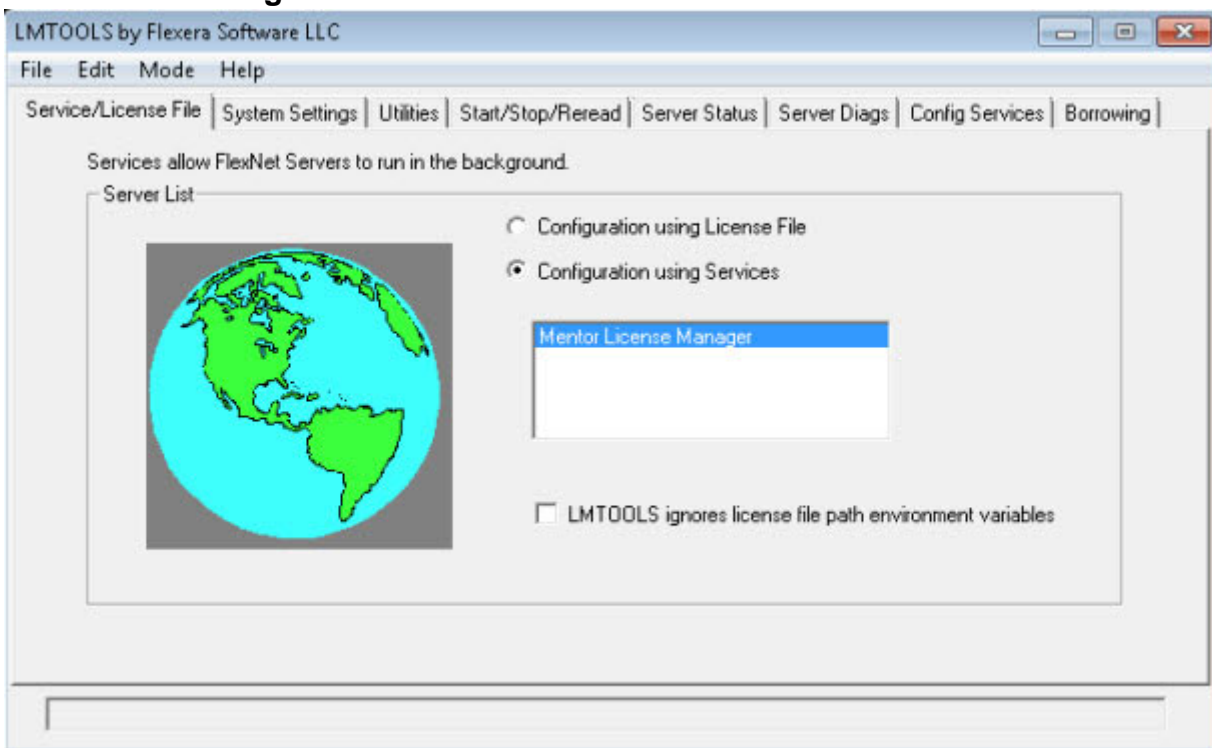 LMTOOLS by Flexera Software LLC
File Edit Mode Help
Service/License File System Settings Utilities Start/Stop/Reread Server Status Server Diags Config Services Borrowing
Services allow FlexNet Servers to run in the background.
Server List
Configuration using License File
Configuration using Services
Mentor License Manager
LMTOOLS ignores license file path environment variables